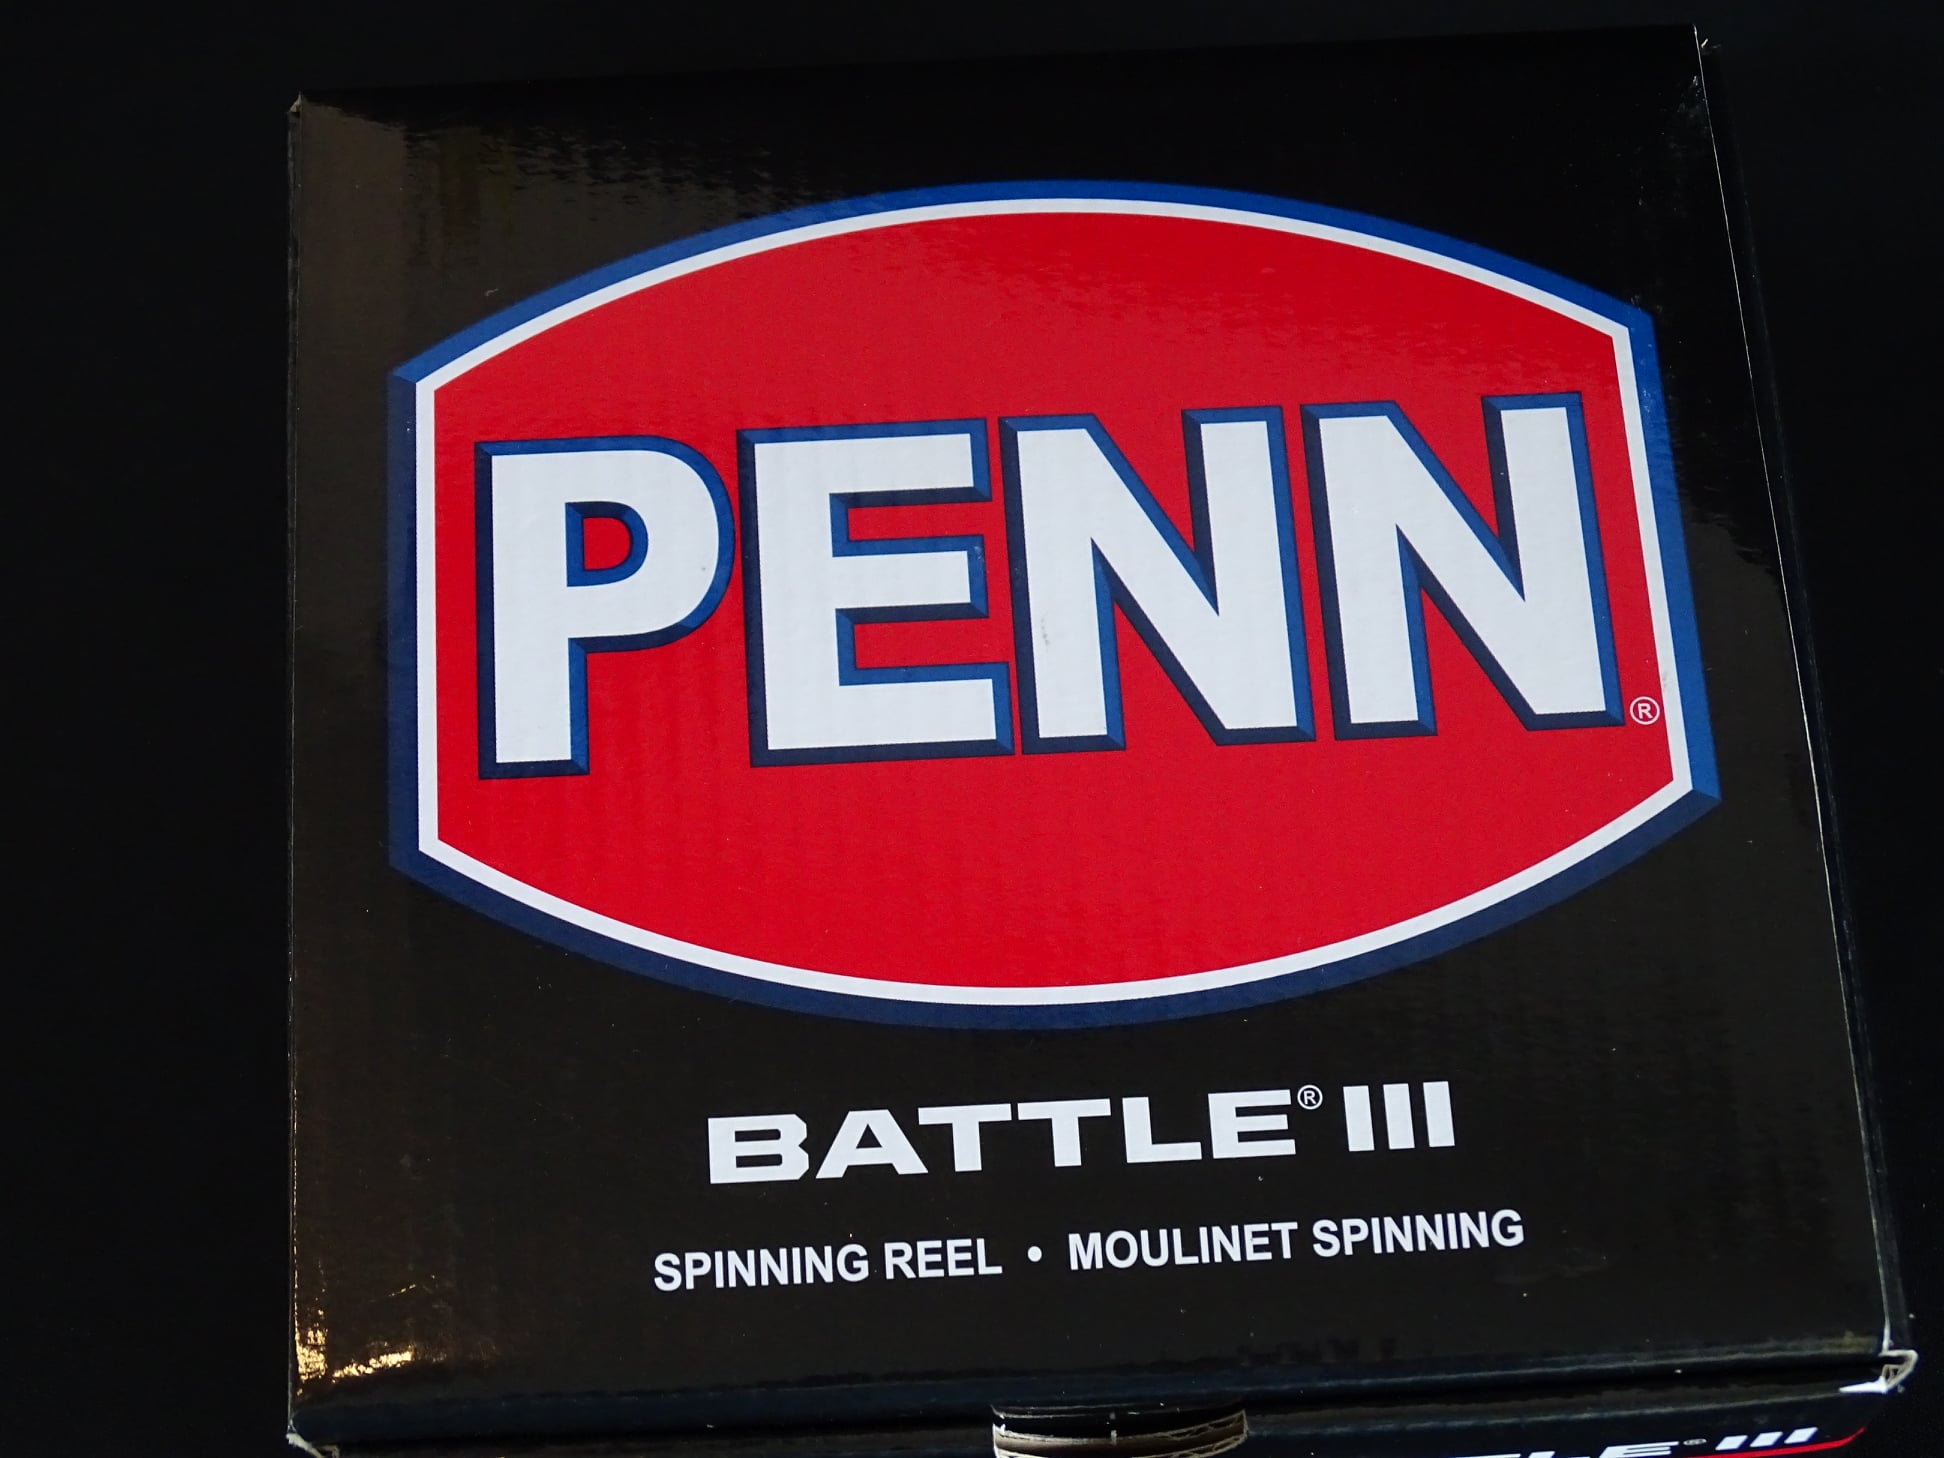 PENN®
BATTLE® III
SPINNING REEL • MOULINET SPINNING